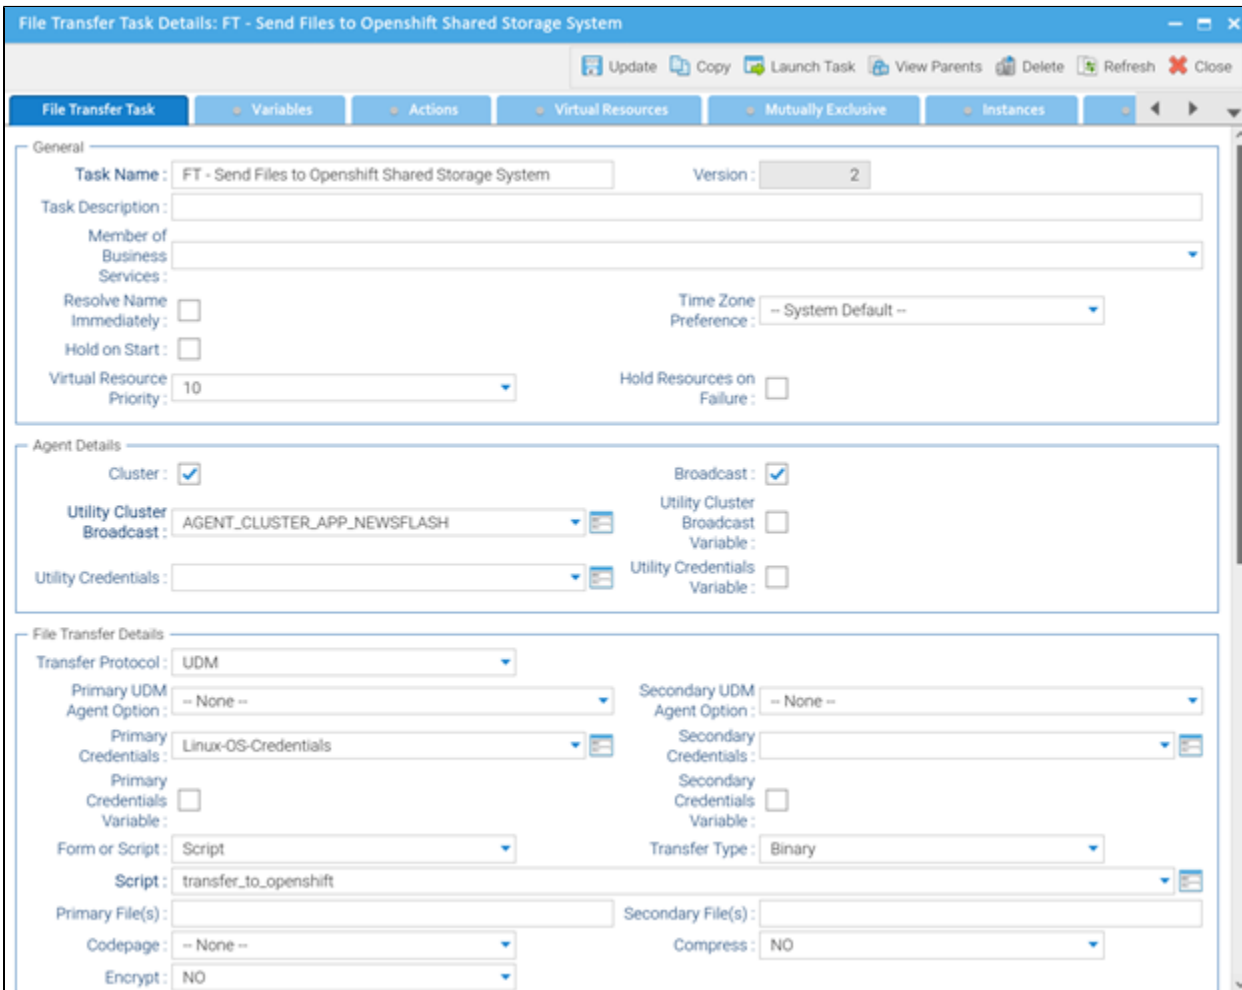 File Transfer Task Details: FT - Send Files to Openshift Shared Storage System
Update Copy Launch Task View Parents Delete Refresh Close
File Transfer Task Variables Actions Virtual Resources Mutually Exclusive Instances
General
Task Name : FT - Send Files to Openshift Shared Storage System Version : 2
Task Description :
Member of
Business
Services :
Resolve Name
Immediately :
Time Zone
Preference : -- System Default --
Hold on Start :
Virtual Resource
Priority : 10
Hold Resources on
Failure :
Agent Details
Cluster : Broadcast :
Utility Cluster
Broadcast : AGENT_CLUSTER_APP_NEWSFLASH
Utility Cluster
Broadcast
Variable :
Utility Credentials :
Utility Credentials
Variable :
File Transfer Details
Transfer Protocol : UDM
Primary UDM
Agent Option : -- None --
Secondary UDM
Agent Option : -- None --
Primary
Credentials : Linux-OS-Credentials
Secondary
Credentials :
Primary
Credentials
Variable :
Secondary
Credentials
Variable :
Form or Script : Script Transfer Type : Binary
Script : transfer_to_openshift
Primary File(s) : Secondary File(s) :
Codepage : -- None -- Compress : NO
Encrypt : NO